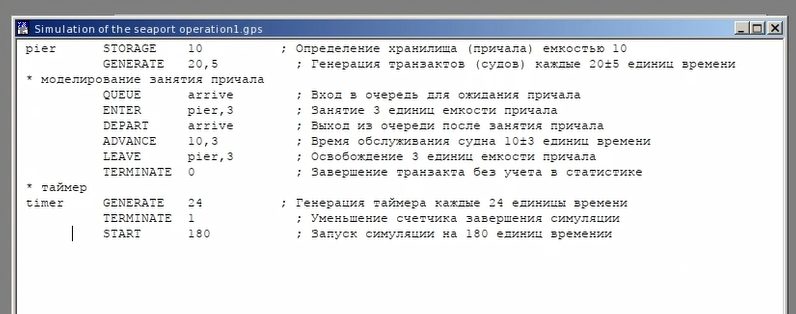 Simulation of the seaport operation1.gps
pier STORAGE 10 ; Определение хранилища (причала) емкостью 10
GENERATE 20,5 ; Генерация транзактов (судов) каждые 20±5 единиц времени
* моделирование занятия причала
QUEUE arrive ; Вход в очередь для ожидания причала
ENTER pier,3 ; Занятие 3 единиц емкости причала
DEPART arrive ; Выход из очереди после занятия причала
ADVANCE 10,3 ; Время обслуживания судна 10±3 единиц времени
LEAVE pier,3 ; Освобождение 3 единиц емкости причала
TERMINATE 0 ; Завершение транзакта без учета в статистике
* таймер
timer GENERATE 24 ; Генерация таймера каждые 24 единицы времени
TERMINATE 1 ; Уменьшение счетчика завершения симуляции
START 180 ; Запуск симуляции на 180 единиц времении